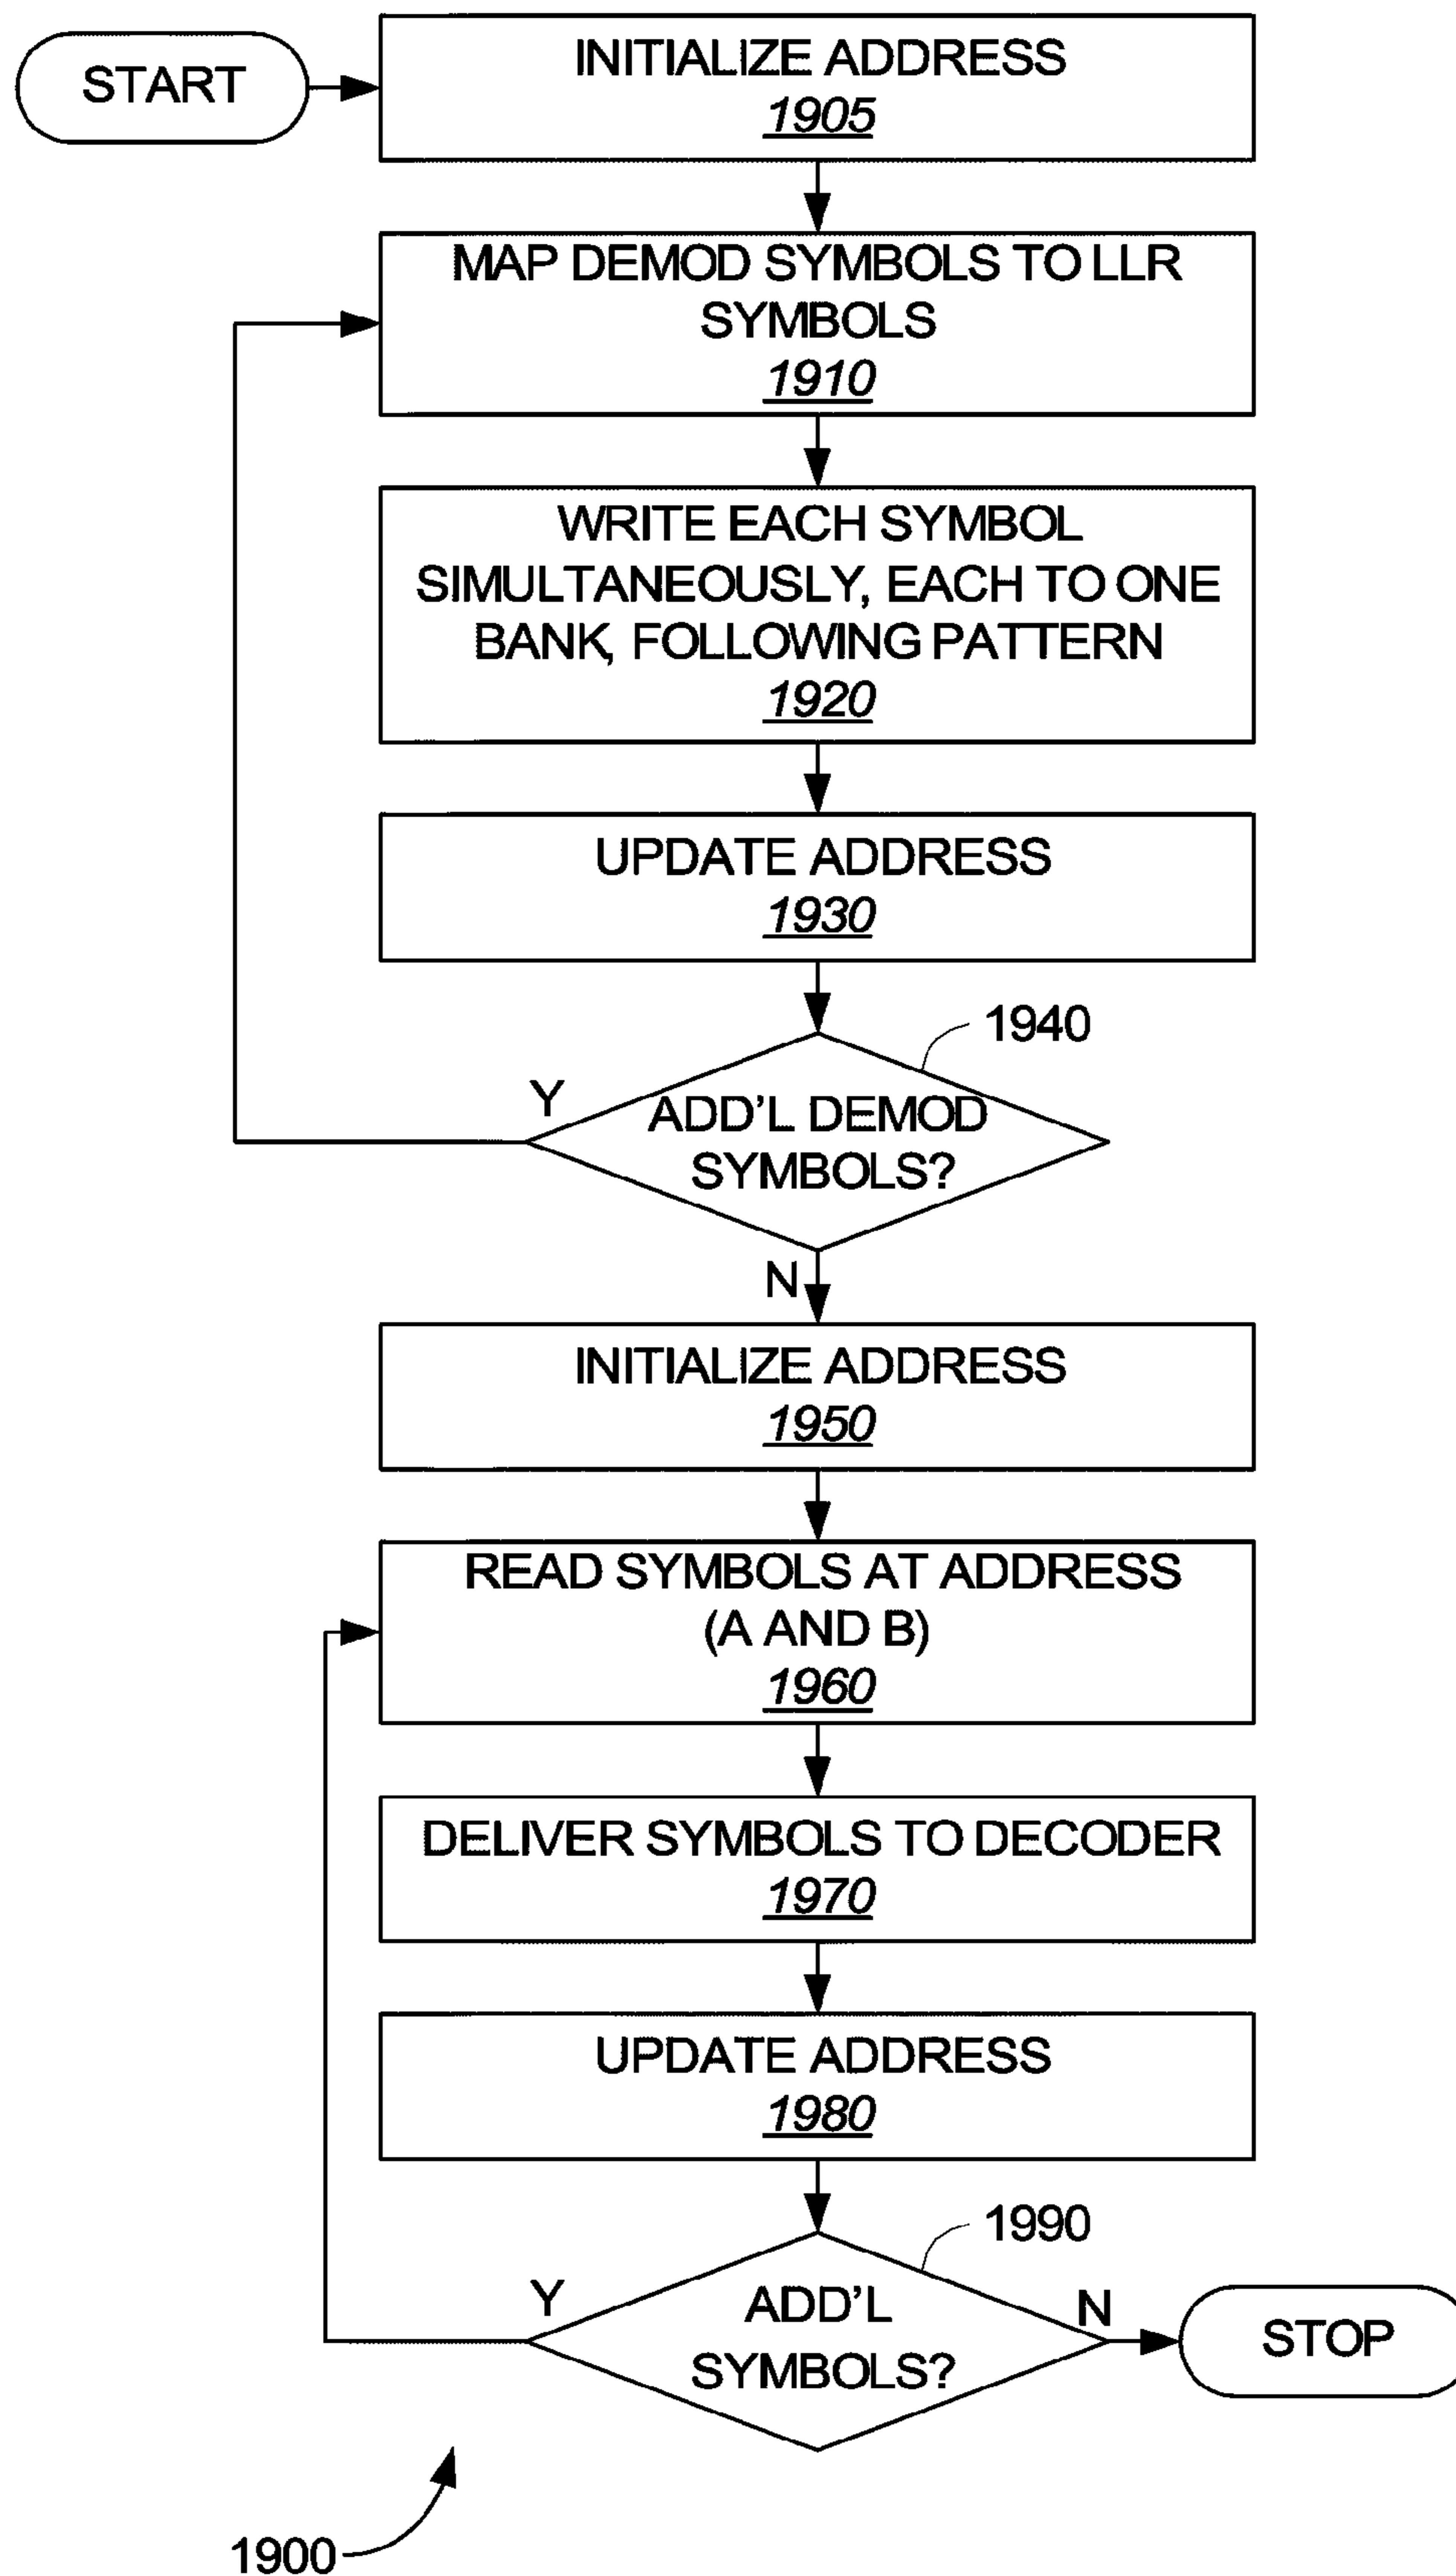 START
INITIALIZE ADDRESS
1905
MAP DEMOD SYMBOLS TO LLR
SYMBOLS
1910
WRITE EACH SYMBOL
SIMULTANEOUSLY, EACH TO ONE
BANK, FOLLOWING PATTERN
1920
UPDATE ADDRESS
1930
1940
Y
ADD'L DEMOD
SYMBOLS?
N
INITIALIZE ADDRESS
1950
READ SYMBOLS AT ADDRESS
(A AND B)
1960
DELIVER SYMBOLS TO DECODER
1970
UPDATE ADDRESS
1980
1990
Y
ADD'L
SYMBOLS?
N
STOP
1900